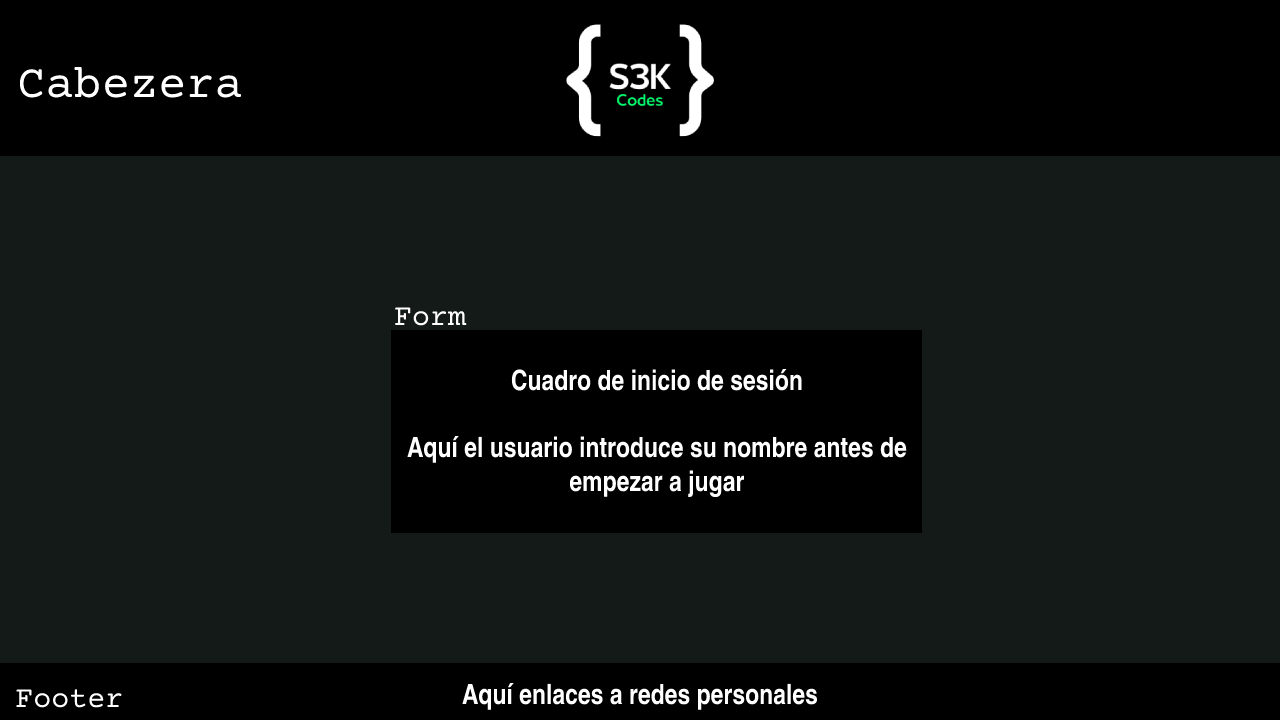 Cabezera
S3K
Codes
Form
Cuadro de inicio de sesión
Aquí el usuario introduce su nombre antes de
empezar a jugar
Footer
Aquí enlaces a redes personales